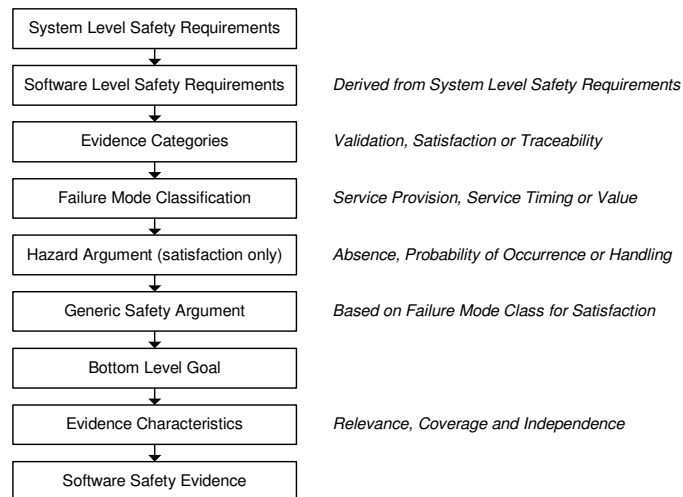 System Level Safety Requirements
Software Level Safety Requirements
Derived from System Level Safety Requirements
Evidence Categories
Validation, Satisfaction or Traceability
Failure Mode Classification
Service Provision, Service Timing or Value
Hazard Argument (satisfaction only)
Absence, Probability of Occurrence or Handling
Generic Safety Argument
Based on Failure Mode Class for Satisfaction
Bottom Level Goal
Evidence Characteristics
Relevance, Coverage and Independence
Software Safety Evidence